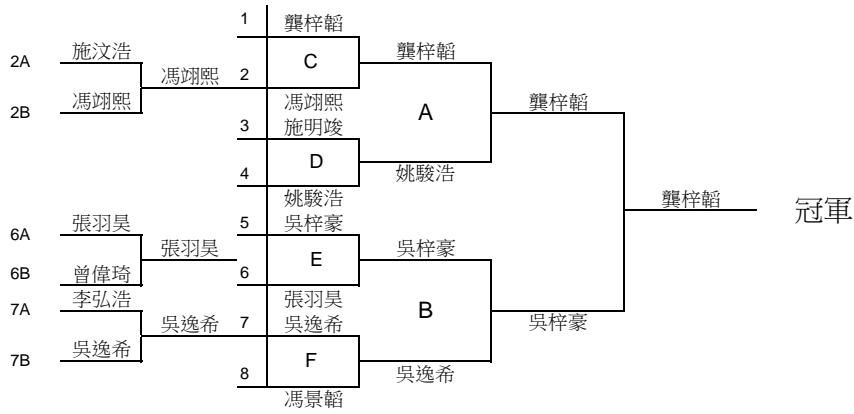 1 龔梓韜
2A 施汶浩 C 龔梓韜
馮翊熙 2
2B 馮翊熙 馮翊熙 A 龔梓韜
3 施明竣
D
4 姚駿浩
姚駿浩
龔梓韜 冠軍
6A 張羽昊 5 吳梓豪
張羽昊 E 吳梓豪
6B 曾偉琦 6
7A 李弘浩 張羽昊 B 吳梓豪
吳逸希 7 吳逸希
7B 吳逸希 F 吳逸希
8
馮景韜